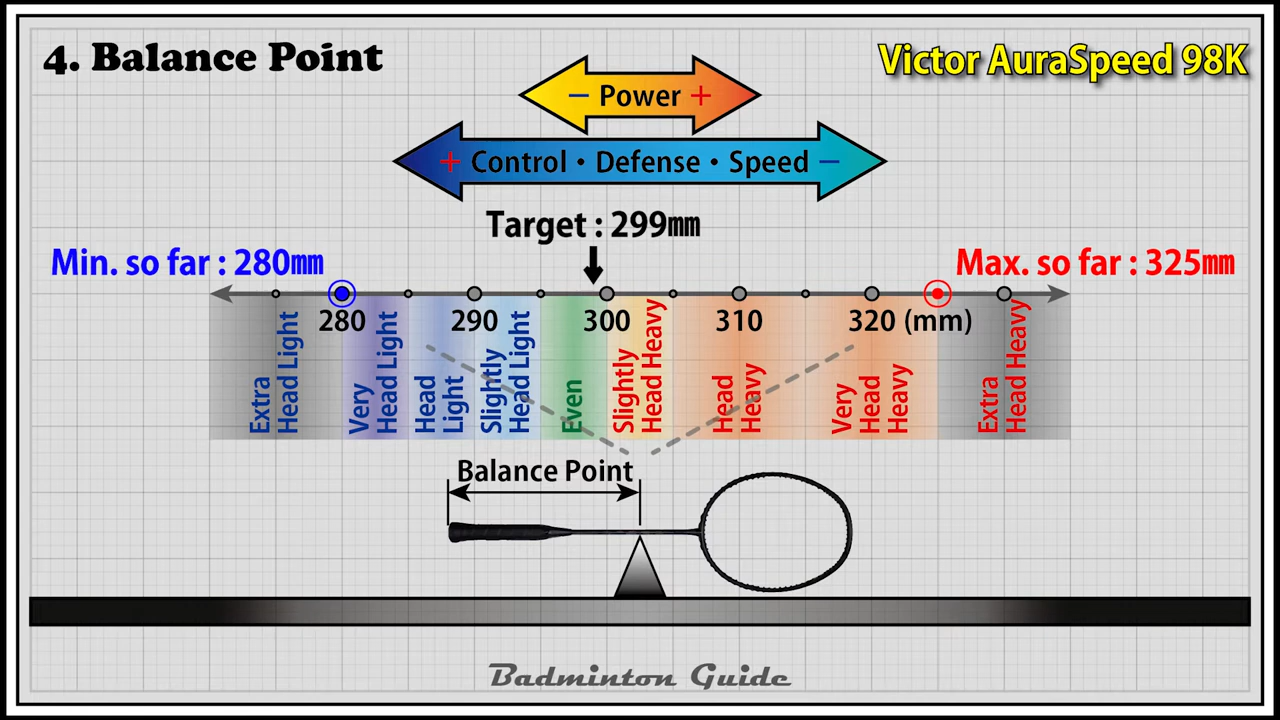 4. Balance Point
Victor AuraSpeed 98K
− Power +
+ Control・Defense・Speed −
Target : 299㎜
Min. so far : 280㎜
Max. so far : 325㎜
280 290 300 310 320 (mm)
Extra
Head Light
Very
Head Light
Head
Light
Slightly
Head Light
Even
Slightly
Head Heavy
Head
Heavy
Very
Head
Heavy
Extra
Head Heavy
Balance Point
Badminton Guide